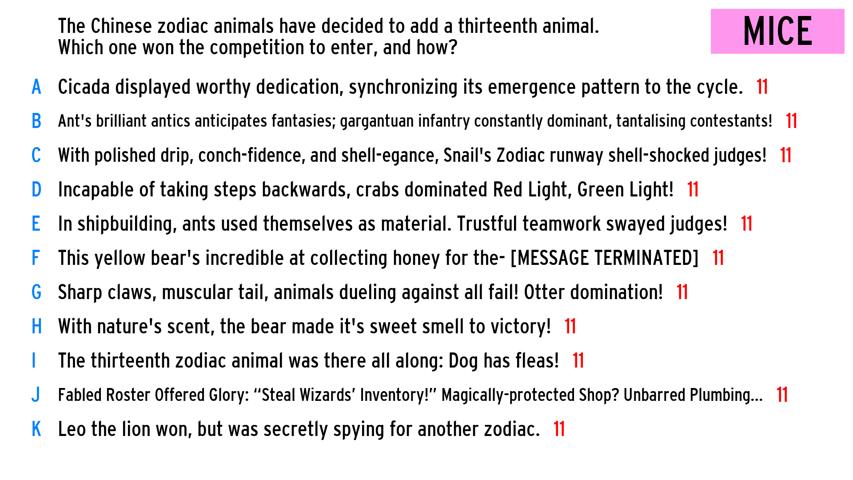 The Chinese zodiac animals have decided to add a thirteenth animal.
Which one won the competition to enter, and how?
MICE
A Cicada displayed worthy dedication, synchronizing its emergence pattern to the cycle. 11
B Ant's brilliant antics anticipates fantasies; gargantuan infantry constantly dominant, tantalising contestants! 11
C With polished drip, conch-fidence, and shell-egance, Snail's Zodiac runway shell-shocked judges! 11
D Incapable of taking steps backwards, crabs dominated Red Light, Green Light! 11
E In shipbuilding, ants used themselves as material. Trustful teamwork swayed judges! 11
F This yellow bear's incredible at collecting honey for the- [MESSAGE TERMINATED] 11
G Sharp claws, muscular tail, animals dueling against all fail! Otter domination! 11
H With nature's scent, the bear made it's sweet smell to victory! 11
I The thirteenth zodiac animal was there all along: Dog has fleas! 11
J Fabled Roster Offered Glory: “Steal Wizards’ Inventory!” Magically-protected Shop? Unbarred Plumbing... 11
K Leo the lion won, but was secretly spying for another zodiac. 11